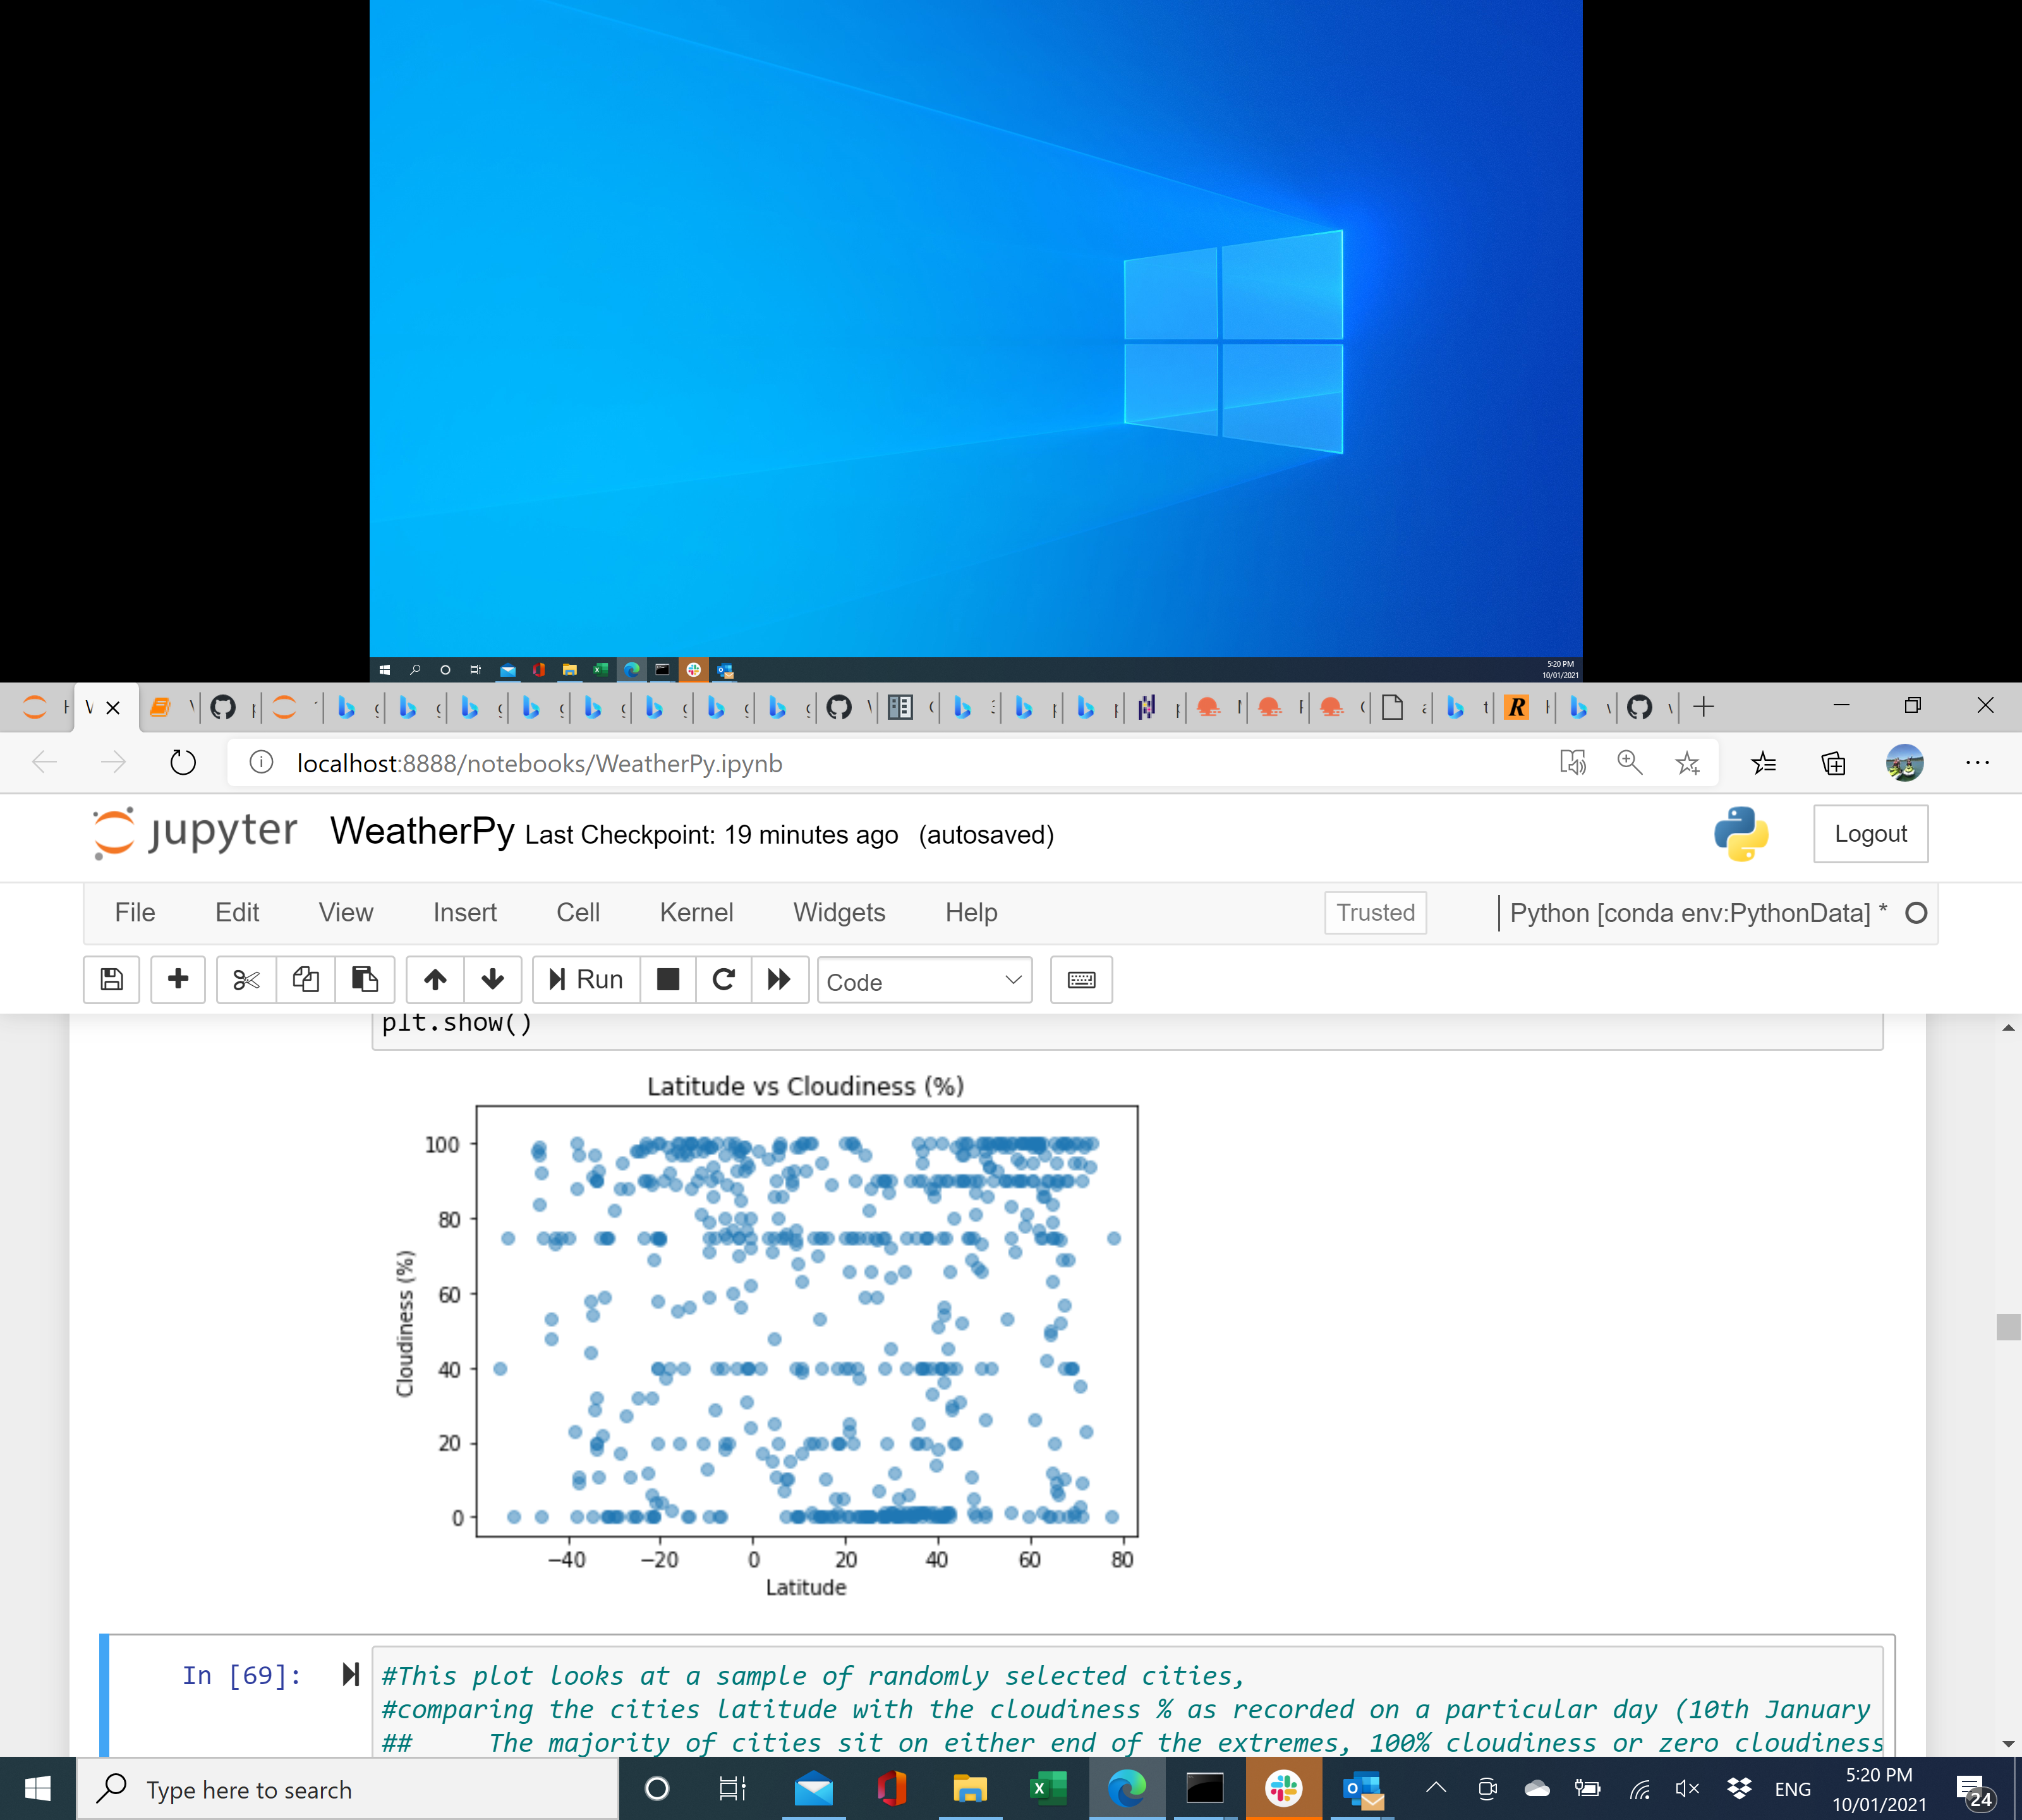 5:20 PM
10/01/2021
localhost:8888/notebooks/WeatherPy.ipynb
jupyter WeatherPy Last Checkpoint: 19 minutes ago (autosaved)
Logout
File Edit View Insert Cell Kernel Widgets Help
Trusted
Python [conda env:PythonData] *
Run
Code
plt.show()
Latitude vs Cloudiness (%)
100
80
60
40
20
0
Cloudiness (%)
−40 −20 0 20 40 60 80
Latitude
In [69]:
#This plot looks at a sample of randomly selected cities,
#comparing the cities latitude with the cloudiness % as recorded on a particular day (10th January
## The majority of cities sit on either end of the extremes, 100% cloudiness or zero cloudiness
Type here to search
ENG
5:20 PM
10/01/2021
24